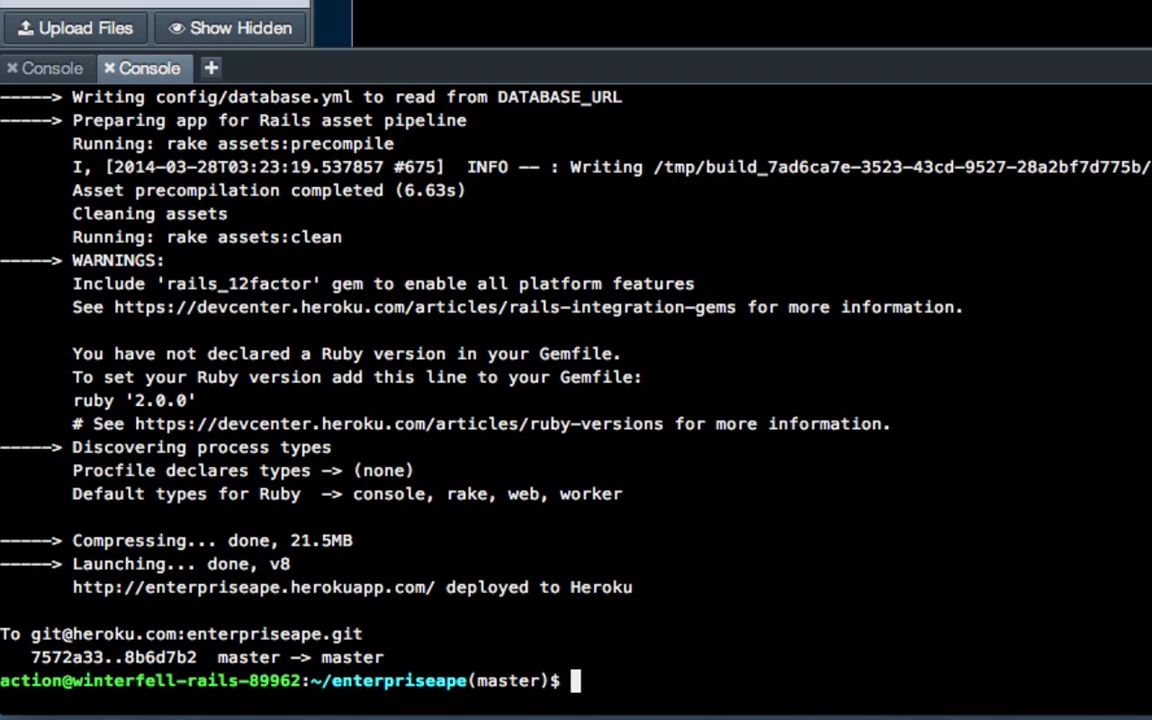 Upload Files Show Hidden
Console Console +
-----> Writing config/database.yml to read from DATABASE_URL
-----> Preparing app for Rails asset pipeline
Running: rake assets:precompile
I, [2014-03-28T03:23:19.537857 #675]  INFO -- : Writing /tmp/build_7ad6ca7e-3523-43cd-9527-28a2bf7d775b/
Asset precompilation completed (6.63s)
Cleaning assets
Running: rake assets:clean
-----> WARNINGS:
Include 'rails_12factor' gem to enable all platform features
See https://devcenter.heroku.com/articles/rails-integration-gems for more information.
You have not declared a Ruby version in your Gemfile.
To set your Ruby version add this line to your Gemfile:
ruby '2.0.0'
# See https://devcenter.heroku.com/articles/ruby-versions for more information.
-----> Discovering process types
Procfile declares types -> (none)
Default types for Ruby  -> console, rake, web, worker
-----> Compressing... done, 21.5MB
-----> Launching... done, v8
http://enterpriseape.herokuapp.com/ deployed to Heroku
To git@heroku.com:enterpriseape.git
7572a33..8b6d7b2  master -> master
action@winterfell-rails-89962:~/enterpriseape(master)$